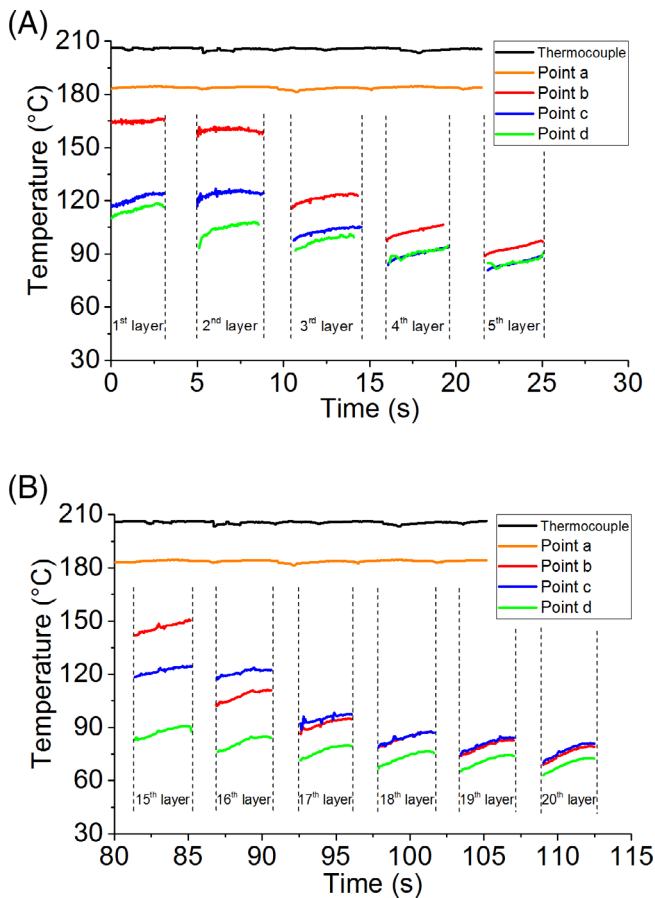 (A)
210
180
150
120
90
60
30
Temperature (°C)
Thermocouple
Point a
Point b
Point c
Point d
1st layer
2nd layer
3rd layer
4th layer
5th layer
0
5
10
15
20
25
30
Time (s)
(B)
210
180
150
120
90
60
30
Temperature (°C)
Thermocouple
Point a
Point b
Point c
Point d
15th layer
16th layer
17th layer
18th layer
19th layer
20th layer
80
85
90
95
100
105
110
115
Time (s)